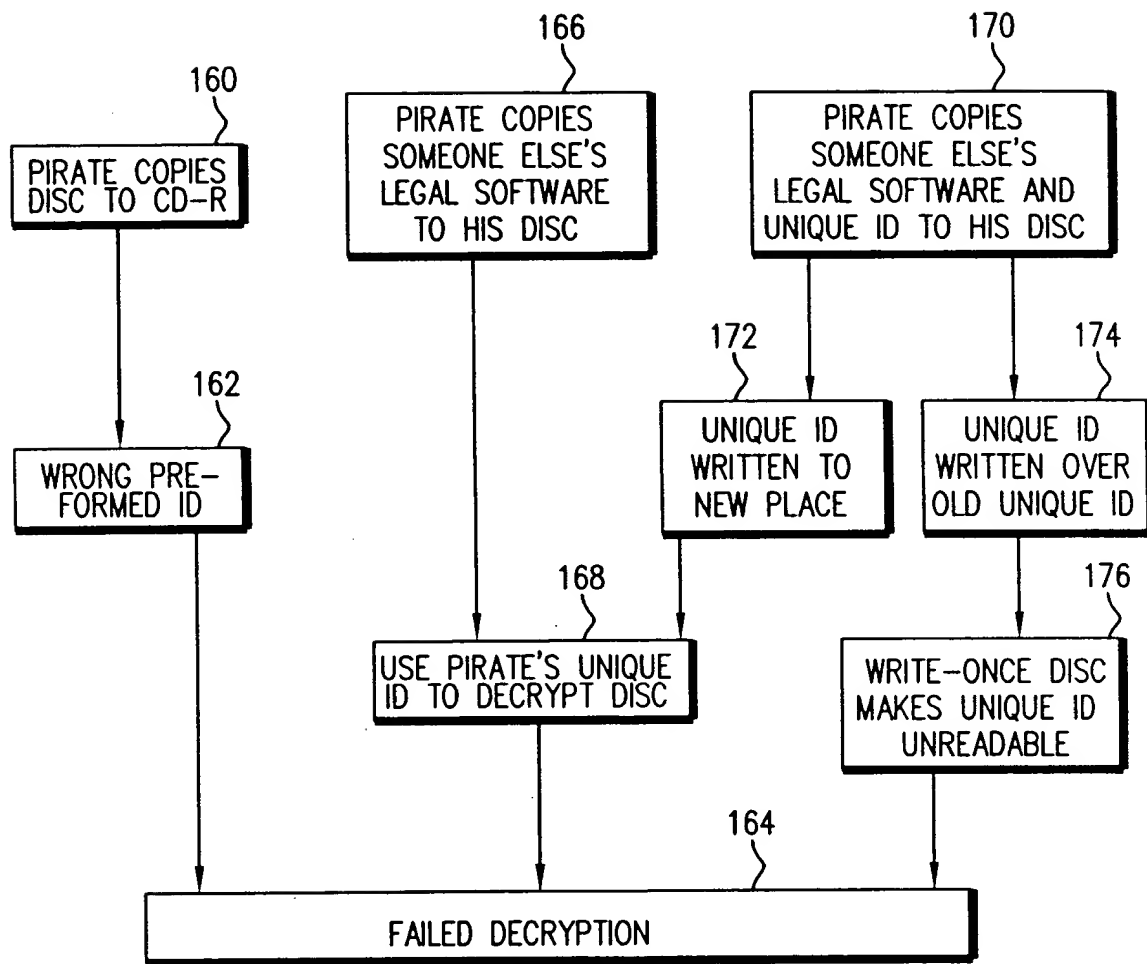 160
PIRATE COPIES
DISC TO CD-R
166
PIRATE COPIES
SOMEONE ELSE'S
LEGAL SOFTWARE
TO HIS DISC
170
PIRATE COPIES
SOMEONE ELSE'S
LEGAL SOFTWARE AND
UNIQUE ID TO HIS DISC
162
WRONG PRE-
FORMED ID
172
UNIQUE ID
WRITTEN TO
NEW PLACE
174
UNIQUE ID
WRITTEN OVER
OLD UNIQUE ID
168
USE PIRATE'S UNIQUE
ID TO DECRYPT DISC
176
WRITE-ONCE DISC
MAKES UNIQUE ID
UNREADABLE
164
FAILED DECRYPTION